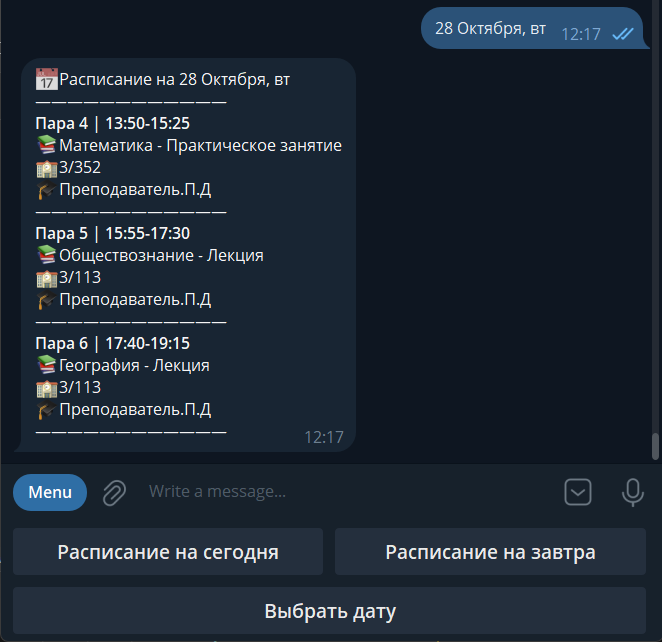 28 Октября, вт
12:17
17
Расписание на 28 Октября, вт
————————————
Пара 4 | 13:50-15:25
Математика - Практическое занятие
3/352
Преподаватель.П.Д
————————————
Пара 5 | 15:55-17:30
Обществознание - Лекция
3/113
Преподаватель.П.Д
————————————
Пара 6 | 17:40-19:15
География - Лекция
3/113
Преподаватель.П.Д
————————————
12:17
Menu
Write a message...
Расписание на сегодня
Расписание на завтра
Выбрать дату